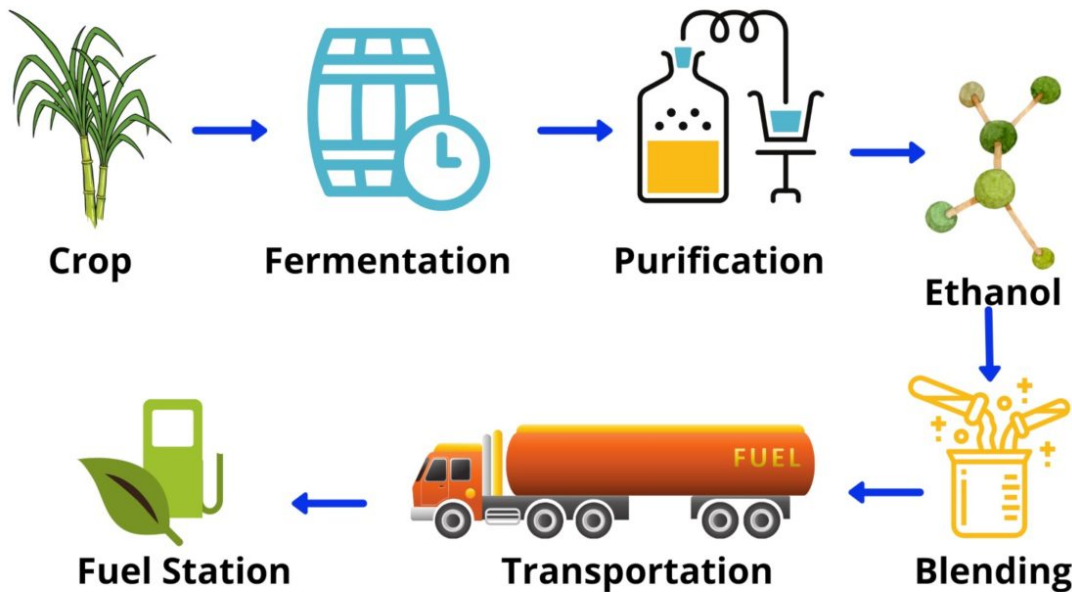 Crop
Fermentation
Purification
Ethanol
Fuel Station
FUEL
Transportation
Blending